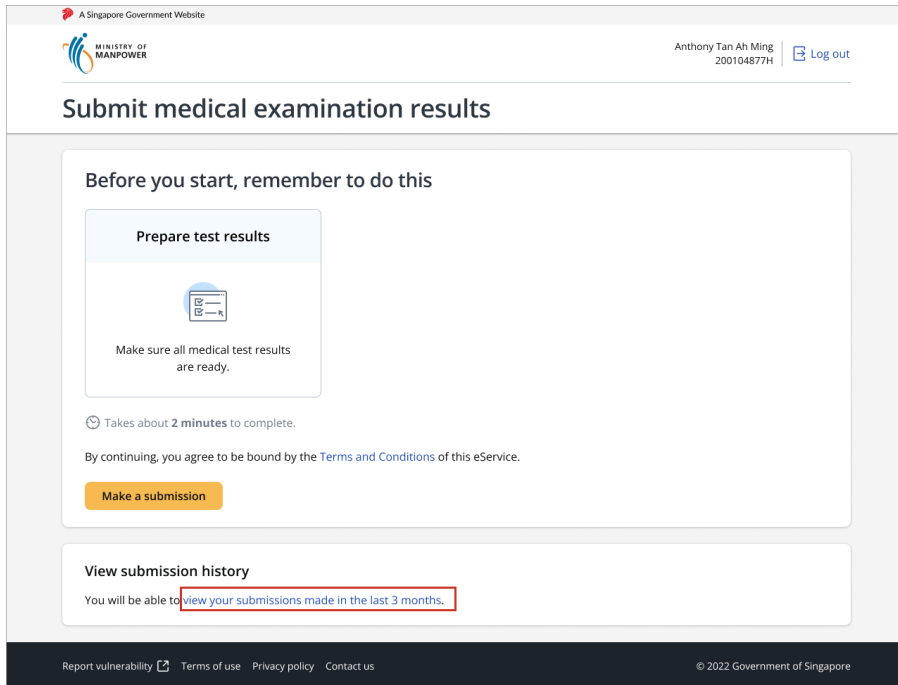 A Singapore Government Website
MINISTRY OF
MANPOWER
Anthony Tan Ah Ming
200104877H
Log out
Submit medical examination results
Before you start, remember to do this
Prepare test results
Make sure all medical test results
are ready.
Takes about 2 minutes to complete.
By continuing, you agree to be bound by the Terms and Conditions of this eService.
Make a submission
View submission history
You will be able to view your submissions made in the last 3 months.
Report vulnerability Terms of use Privacy policy Contact us © 2022 Government of Singapore